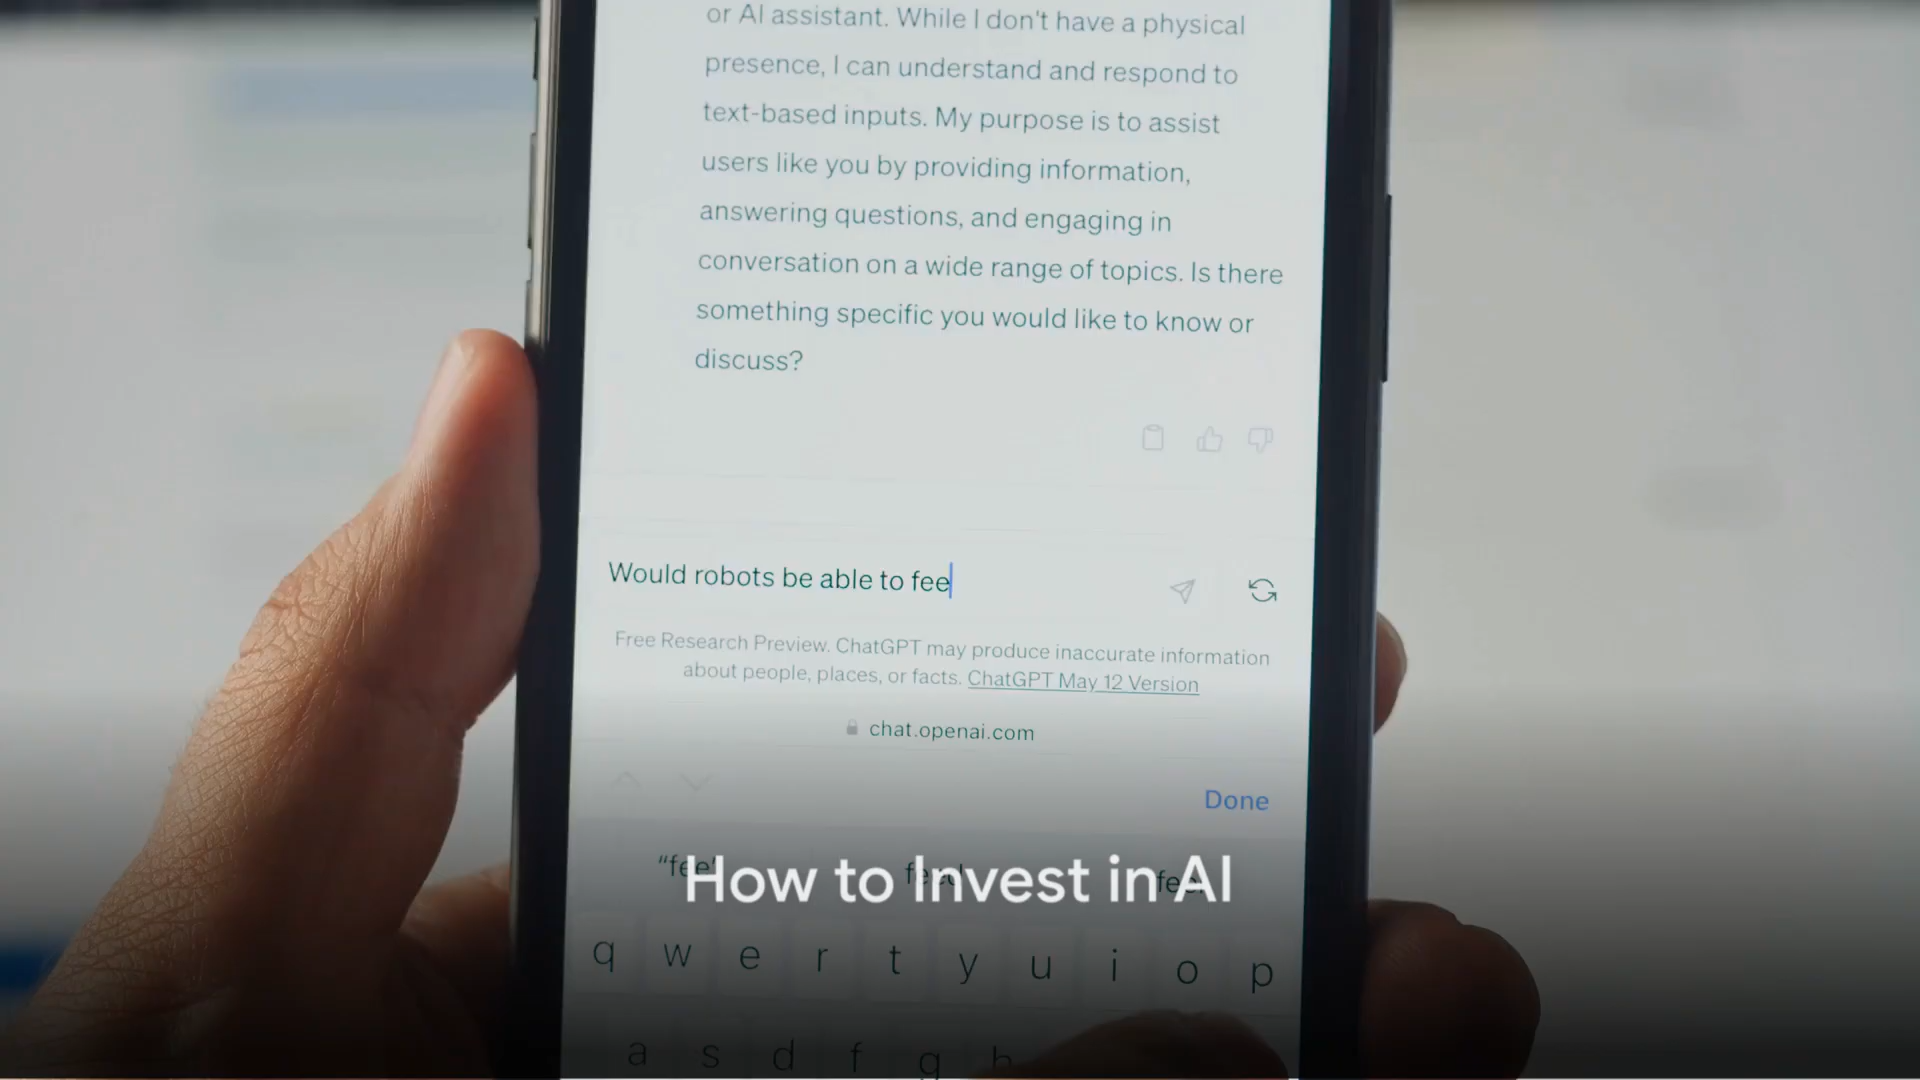 or AI assistant. While I don't have a physical
presence, I can understand and respond to
text-based inputs. My purpose is to assist
users like you by providing information,
answering questions, and engaging in
conversation on a wide range of topics. Is there
something specific you would like to know or
discuss?
Would robots be able to fee
Free Research Preview. ChatGPT may produce inaccurate information
about people, places, or facts. ChatGPT May 12 Version
chat.openai.com
Done
“fee”
How to Invest in AI
q w e r t y u i o p
a s d f g h